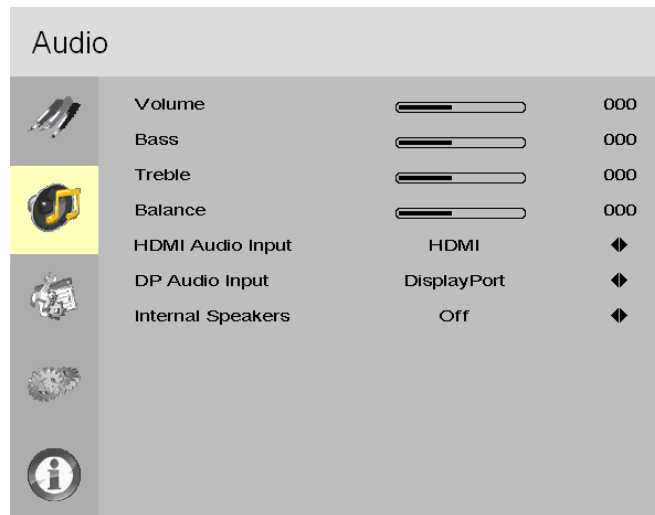 Audio
Volume 000
Bass 000
Treble 000
Balance 000
HDMI Audio Input HDMI
DP Audio Input DisplayPort
Internal Speakers Off